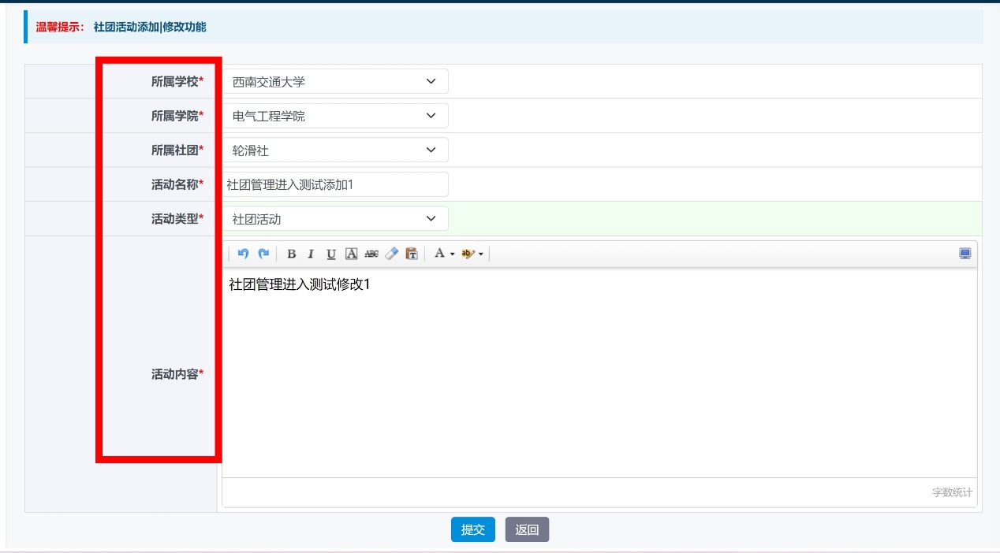 温馨提示： 社团活动添加|修改功能
所属学校* 西南交通大学
所属学院* 电气工程学院
所属社团* 轮滑社
活动名称* 社团管理进入测试添加1
活动类型* 社团活动
B I U A ABC T A ab
社团管理进入测试修改1
活动内容*
字数统计
提交 返回